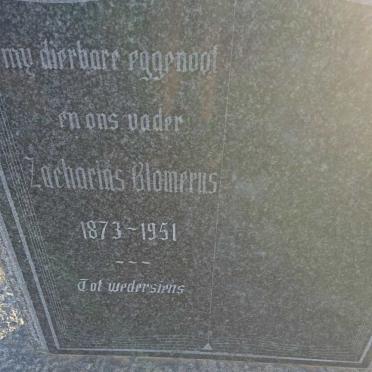 my dierbare eggenoot
en ons vader
Zacharias Blomerus
1873~1951
---
Tot wedersiens